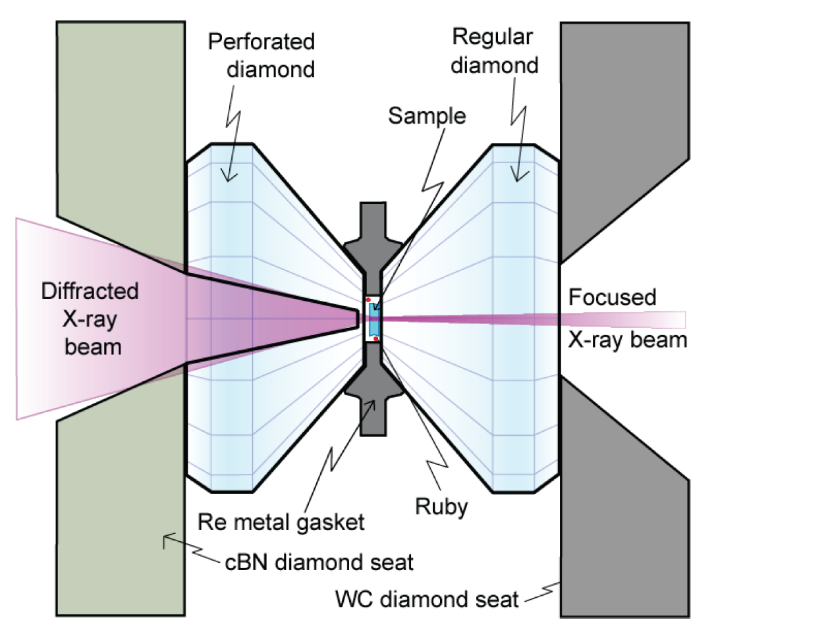 Perforated
diamond
Regular
diamond
Sample
Diffracted
X-ray
beam
Focused
X-ray beam
Re metal gasket
Ruby
cBN diamond seat
WC diamond seat